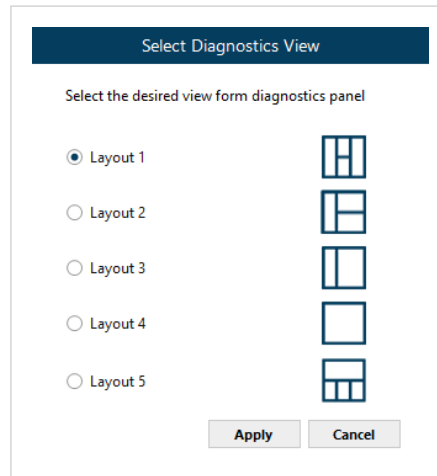 Select Diagnostics View
Select the desired view form diagnostics panel
Layout 1
Layout 2
Layout 3
Layout 4
Layout 5
Apply Cancel